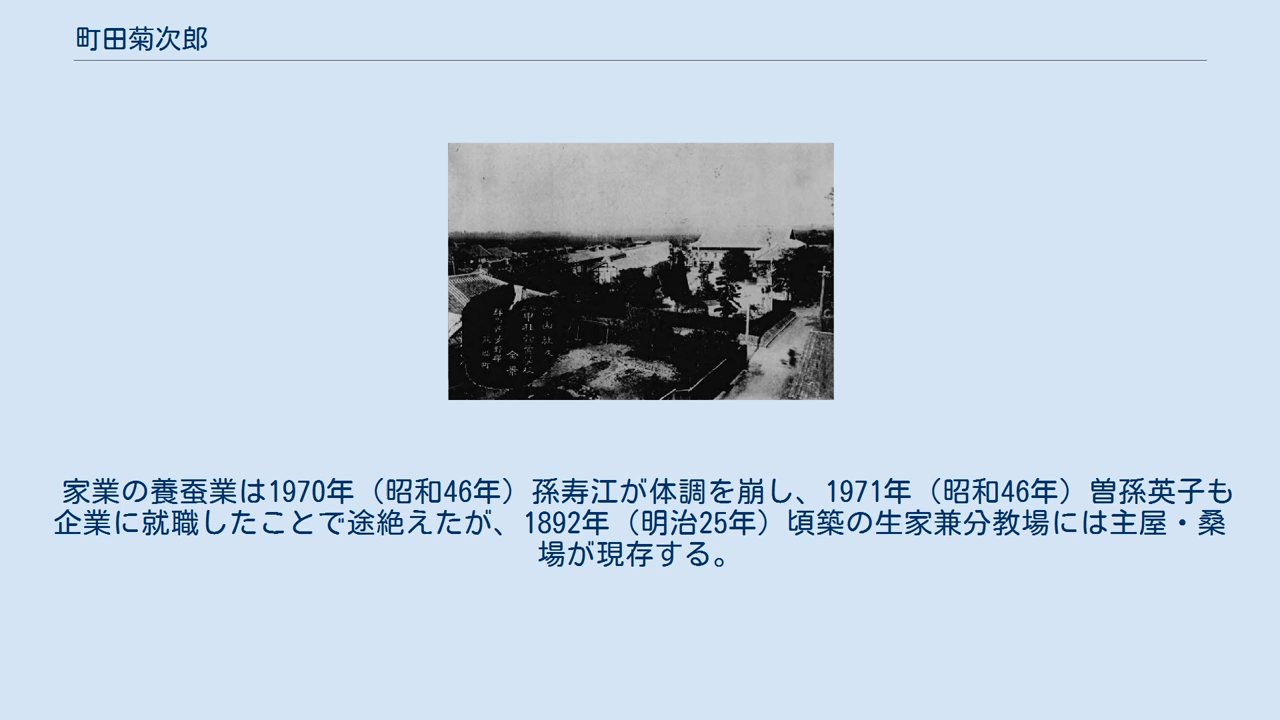 町田菊次郎
家業の養蚕業は1970年（昭和46年）孫寿江が体調を崩し、1971年（昭和46年）曽孫英子も
企業に就職したことで途絶えたが、1892年（明治25年）頃築の生家兼分教場には主屋・桑
場が現存する。